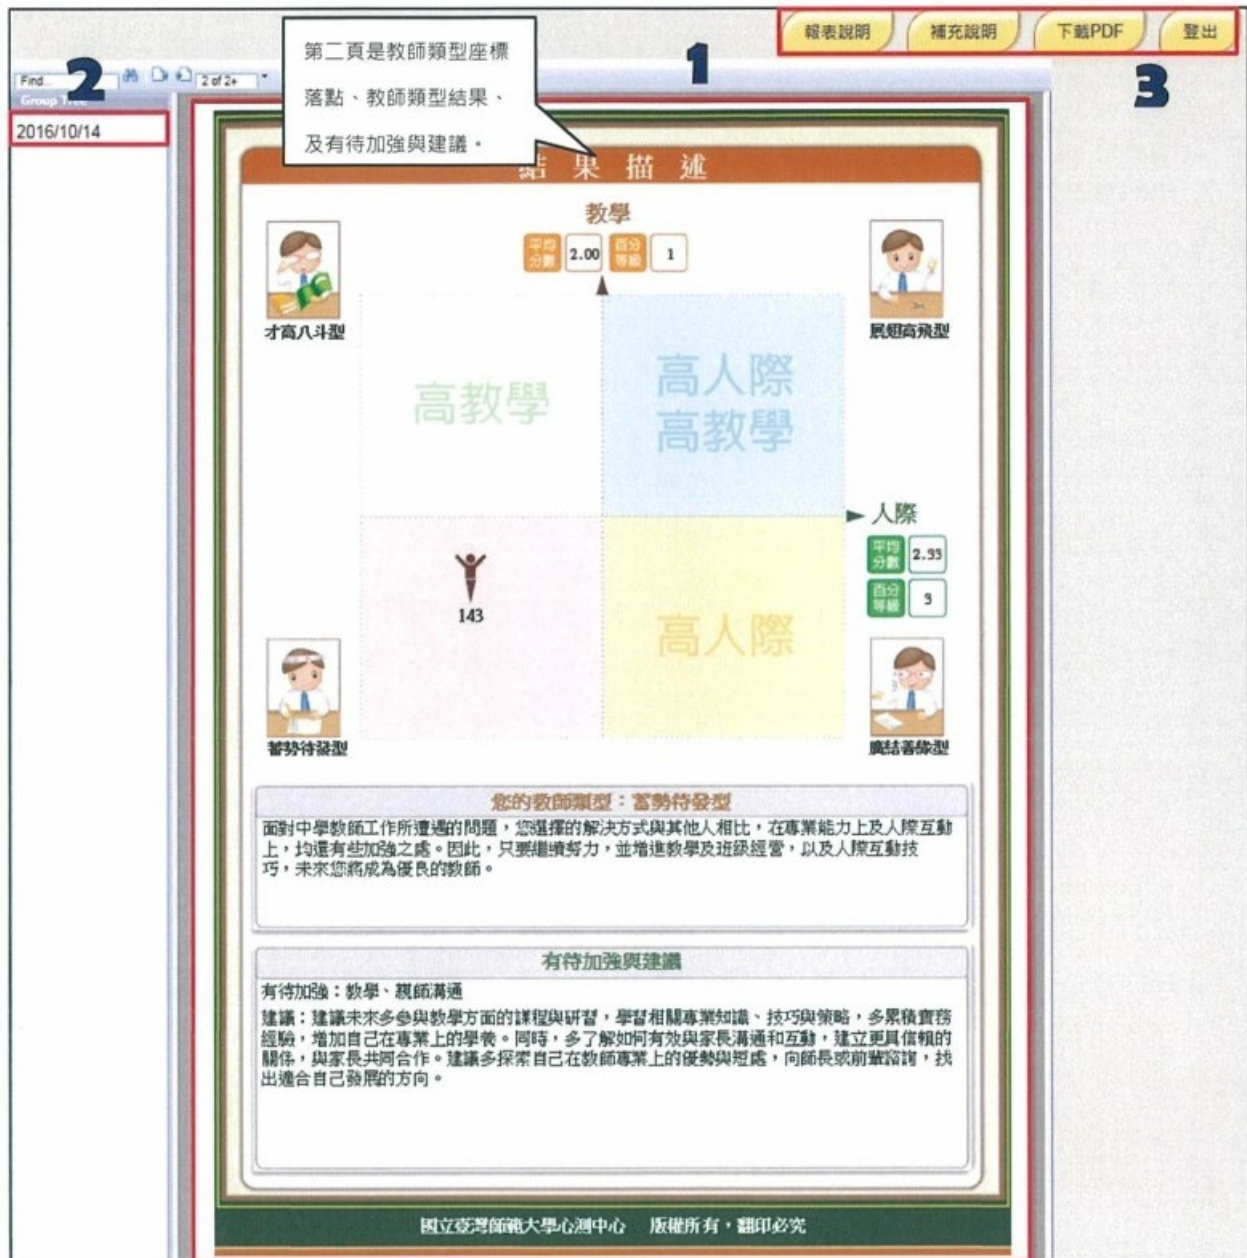 報表說明 補充說明 下載PDF 登出
1
2
3
Find...
2 of 2+
Group Tree
2016/10/14
第二頁是教師類型座標
落點、教師類型結果、
及有待加強與建議。
結果描述
教學
平均分數 2.00 百分等級 1
才高八斗型
展翅高飛型
高教學
高人際
高教學
人際
平均分數 2.33
百分等級 3
143
高人際
蓄勢待發型
廣結善緣型
您的教師類型：蓄勢待發型
面對中學教師工作所遭遇的問題，您選擇的解決方式與其他人相比，在專業能力上及人際互動
上，均還有些加強之處。因此，只要繼續努力，並增進教學及班級經營，以及人際互動技
巧，未來您將成為優良的教師。
有待加強與建議
有待加強：教學、親師溝通
建議：建議未來多參與教學方面的課程與研習，學習相關專業知識、技巧與策略，多累積實務
經驗，增加自己在專業上的學養。同時，多了解如何有效與家長溝通和互動，建立更具信賴的
關係，與家長共同合作。建議多探索自己在教師專業上的優勢與短處，向師長或前輩諮詢，找
出適合自己發展的方向。
國立臺灣師範大學心測中心 版權所有，翻印必究